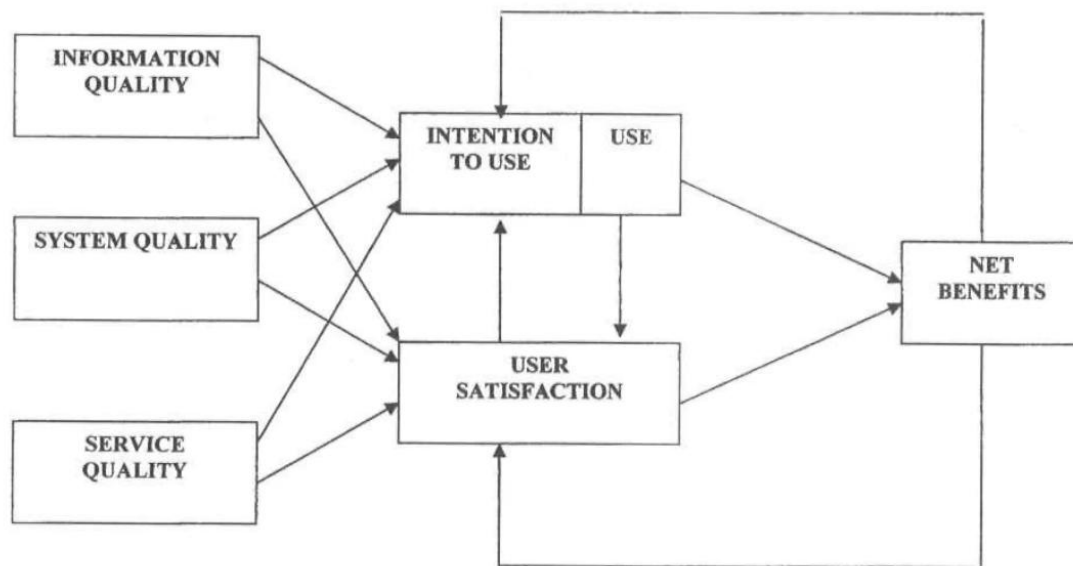 INFORMATION
QUALITY
INTENTION
TO USE
USE
SYSTEM QUALITY
NET
BENEFITS
USER
SATISFACTION
SERVICE
QUALITY